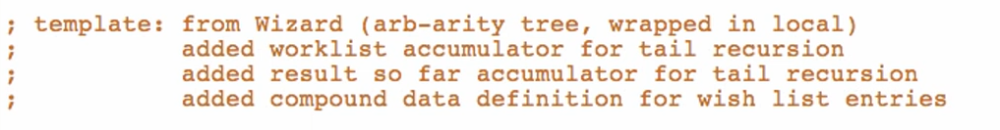 ; template: from Wizard (arb-arity tree, wrapped in local)
;           added worklist accumulator for tail recursion
;           added result so far accumulator for tail recursion
;           added compound data definition for wish list entries